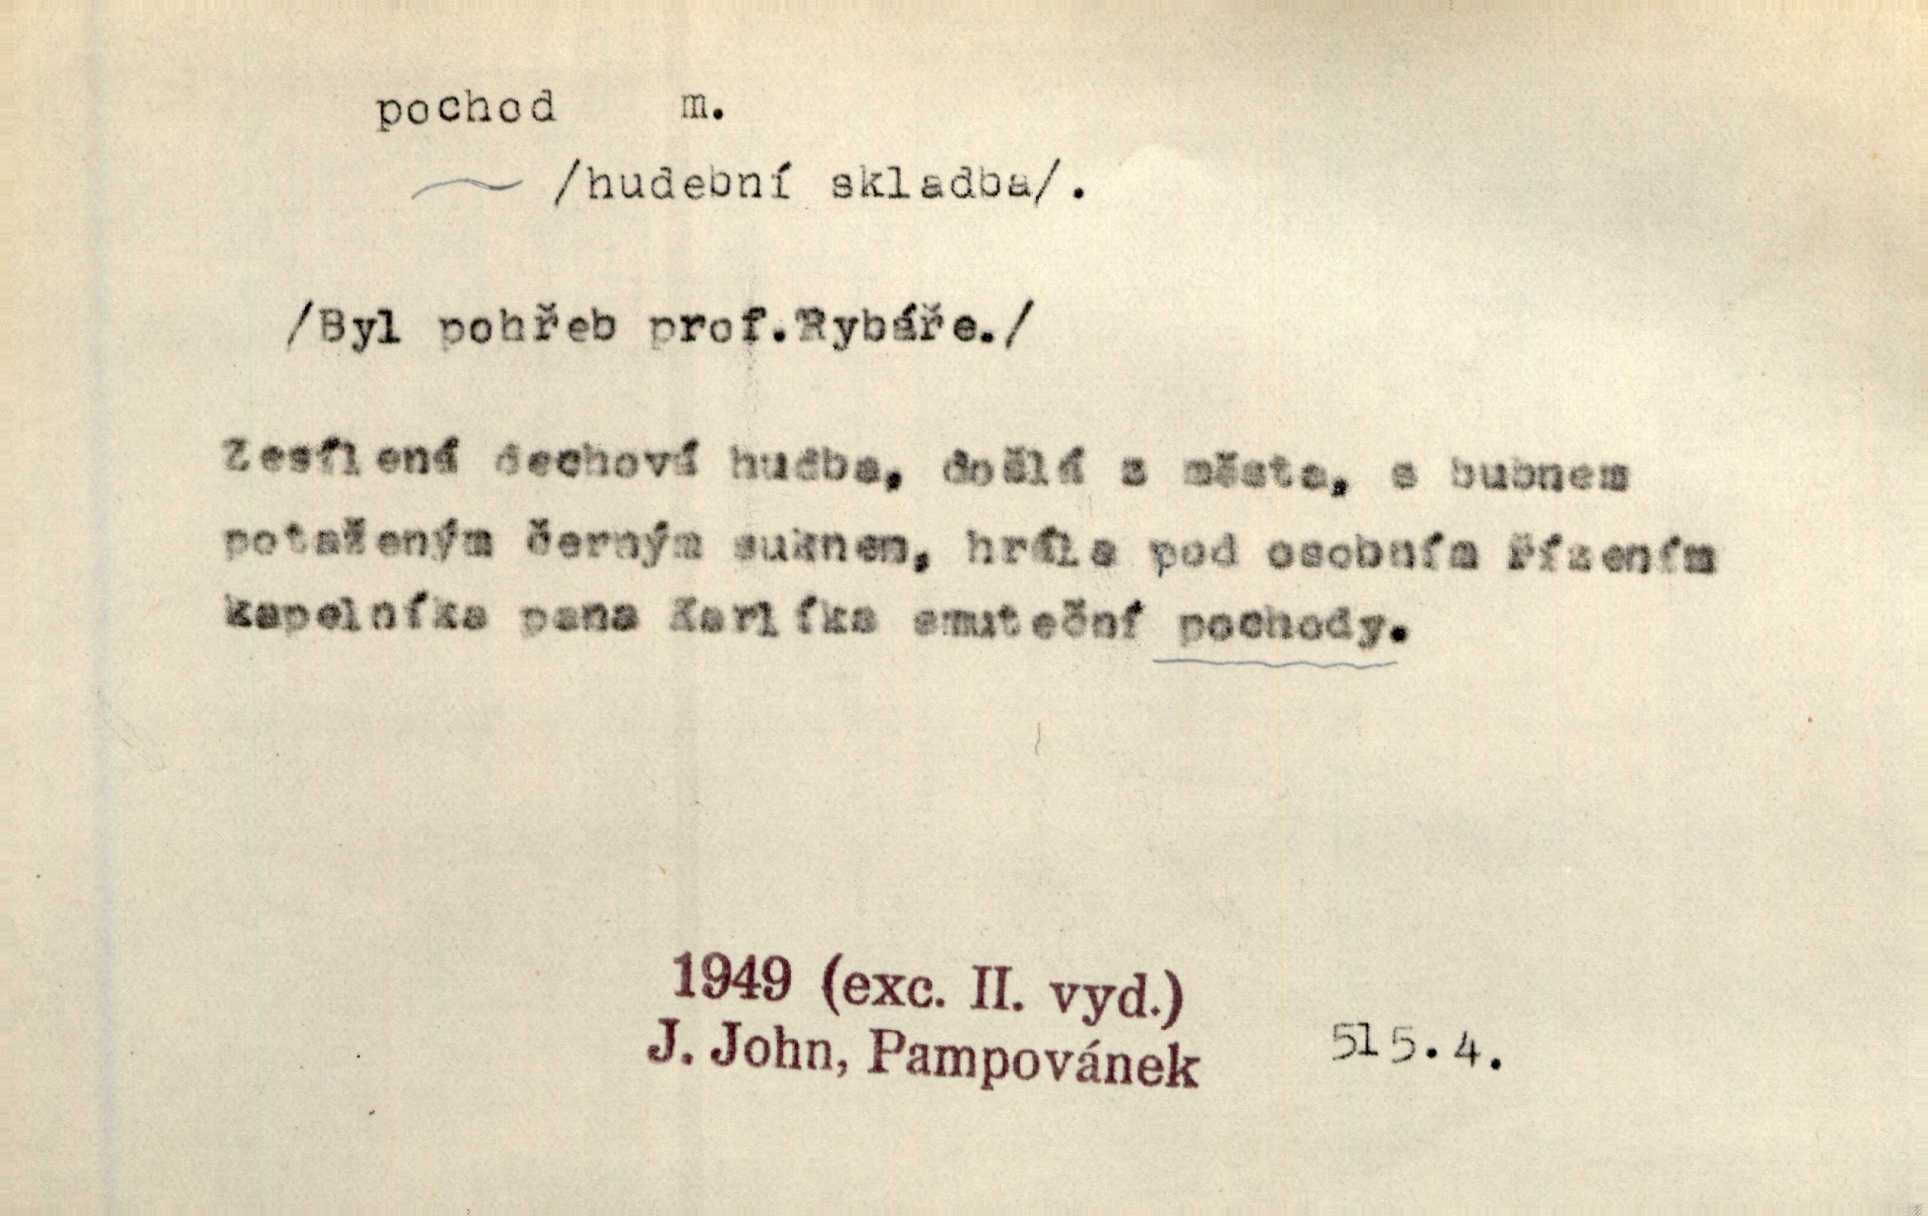 pochod m.
/hudební skladba/.
/Byl pohřeb prof.Rybáře./
Zesílená dechová hudba, došlá z města, s bubnem
potaženým černým suknem, hrála pod osobním řízením
kapelníka pana Karlíka smuteční pochody.
1949 (exc. II. vyd.)
J. John, Pampovánek
515.4.